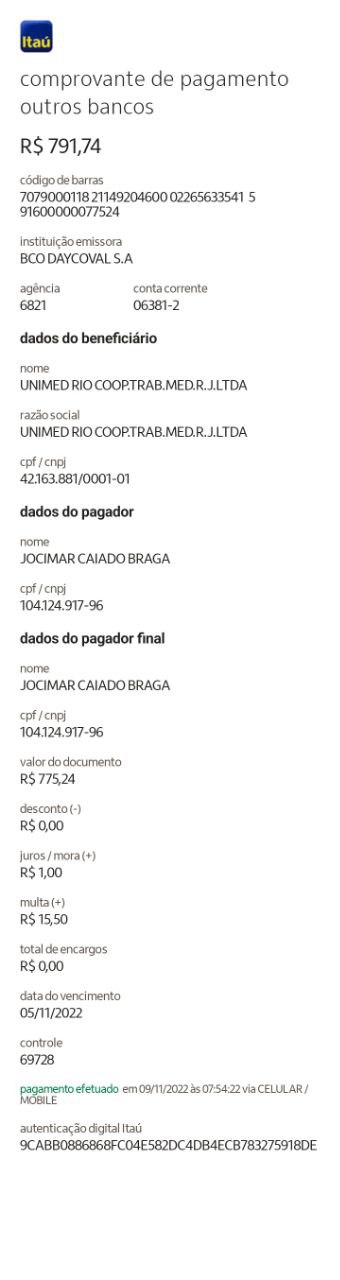 Itaú
comprovante de pagamento
outros bancos
R$ 791,74
código de barras
7079000118 21149204600 02265633541 5
91600000077524
instituição emissora
BCO DAYCOVAL S.A
agência conta corrente
6821 06381-2
dados do beneficiário
nome
UNIMED RIO COOP.TRAB.MED.R.J.LTDA
razão social
UNIMED RIO COOP.TRAB.MED.R.J.LTDA
cpf / cnpj
42.163.881/0001-01
dados do pagador
nome
JOCIMAR CAIADO BRAGA
cpf / cnpj
104.124.917-96
dados do pagador final
nome
JOCIMAR CAIADO BRAGA
cpf / cnpj
104.124.917-96
valor do documento
R$ 775,24
desconto (-)
R$ 0,00
juros / mora (+)
R$ 1,00
multa (+)
R$ 15,50
total de encargos
R$ 0,00
data do vencimento
05/11/2022
controle
69728
pagamento efetuado em 09/11/2022 às 07:54:22 via CELULAR /
MOBILE
autenticação digital Itaú
9CABB0886868FC04E582DC4DB4ECB783275918DE